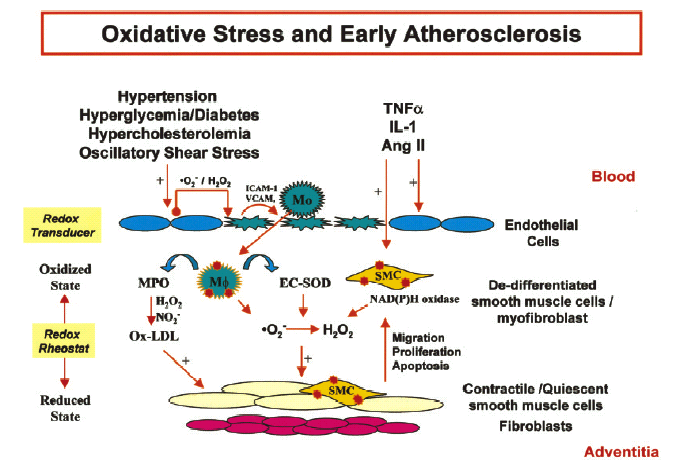 Oxidative Stress and Early Atherosclerosis
Hypertension
Hyperglycemia/Diabetes
Hypercholesterolemia
Oscillatory Shear Stress
TNFα
IL-1
Ang II
Blood
+
•O₂⁻ / H₂O₂
ICAM-1
VCAM,
Mo
+
+
Redox
Transducer
Endothelial
Cells
Oxidized
State
MPO
Mϕ
EC-SOD
SMC
De-differentiated
smooth muscle cells /
myofibroblast
H₂O₂
NO₂⁻
NAD(P)H oxidase
Redox
Rheostat
Ox-LDL
•O₂⁻
H₂O₂
Migration
Proliferation
Apoptosis
+
+
Reduced
State
SMC
Contractile /Quiescent
smooth muscle cells
Fibroblasts
Adventitia